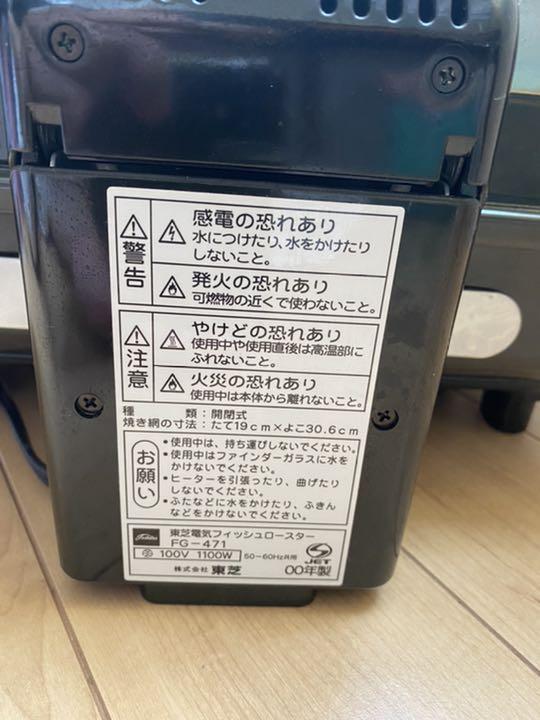 警告
感電の恐れあり
水につけたり、水をかけたり
しないこと。
発火の恐れあり
可燃物の近くで使わないこと。
注意
やけどの恐れあり
使用中や使用直後は高温部に
ふれないこと。
火災の恐れあり
使用中は本体から離れないこと。
種　　類：開閉式
焼き網の寸法：たて19cm×よこ30.6cm
お願い
・使用中は、持ち運びしないでください。
・使用中はファインダーガラスに水を
かけないでください。
・ヒーターを引張ったり、曲げたり
しないでください。
・ふたなどに水をかけたり、ふきん
などをかけないでください。
Toshiba
東芝電気フィッシュロースター
FG-471
100V 1100W 50-60Hz共用
JET
株式会社 東芝 00年製